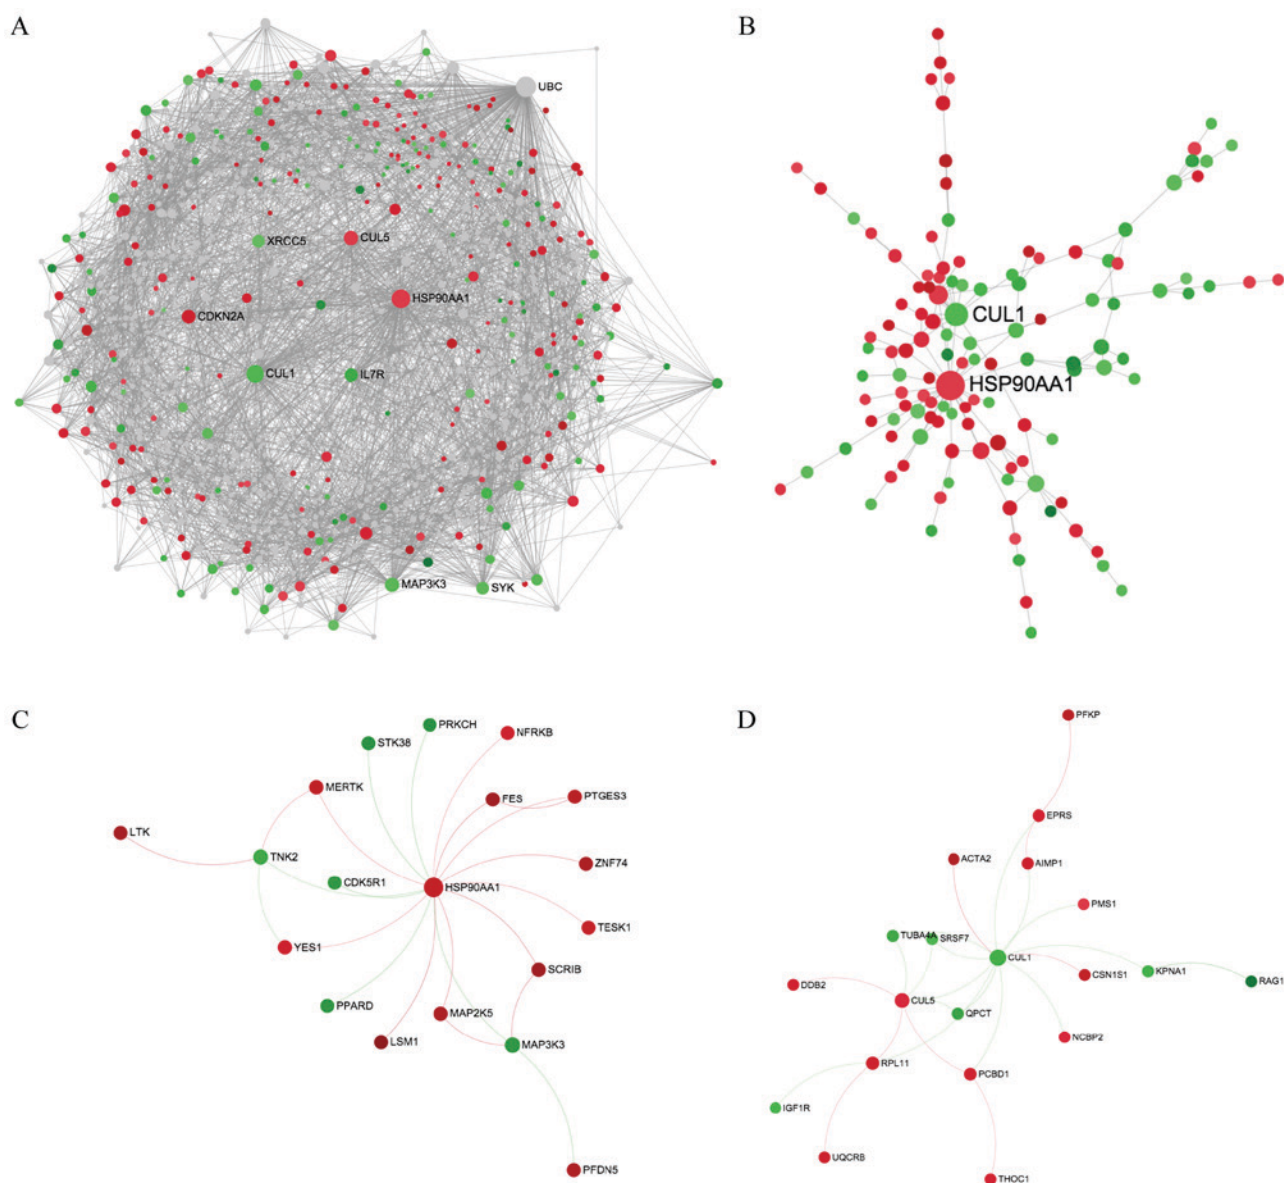 A
B
UBC
XRCC5
CUL5
HSP90AA1
CDKN2A
CUL1
IL7R
MAP3K3
SYK
CUL1
HSP90AA1
C
D
PRKCH
STK38
NFRKB
MERTK
FES
PTGES3
LTK
TNK2
CDK5R1
HSP90AA1
ZNF74
TESK1
YES1
SCRIB
PPARD
MAP2K5
LSM1
MAP3K3
PFDN5
PFKP
EPRS
ACTA2
AIMP1
PMS1
TUBA4A
SRSF7
CUL1
CSN1S1
KPNA1
RAG1
DDB2
CUL5
QPCT
NCBP2
RPL11
PCBD1
IGF1R
UQCRB
THOC1